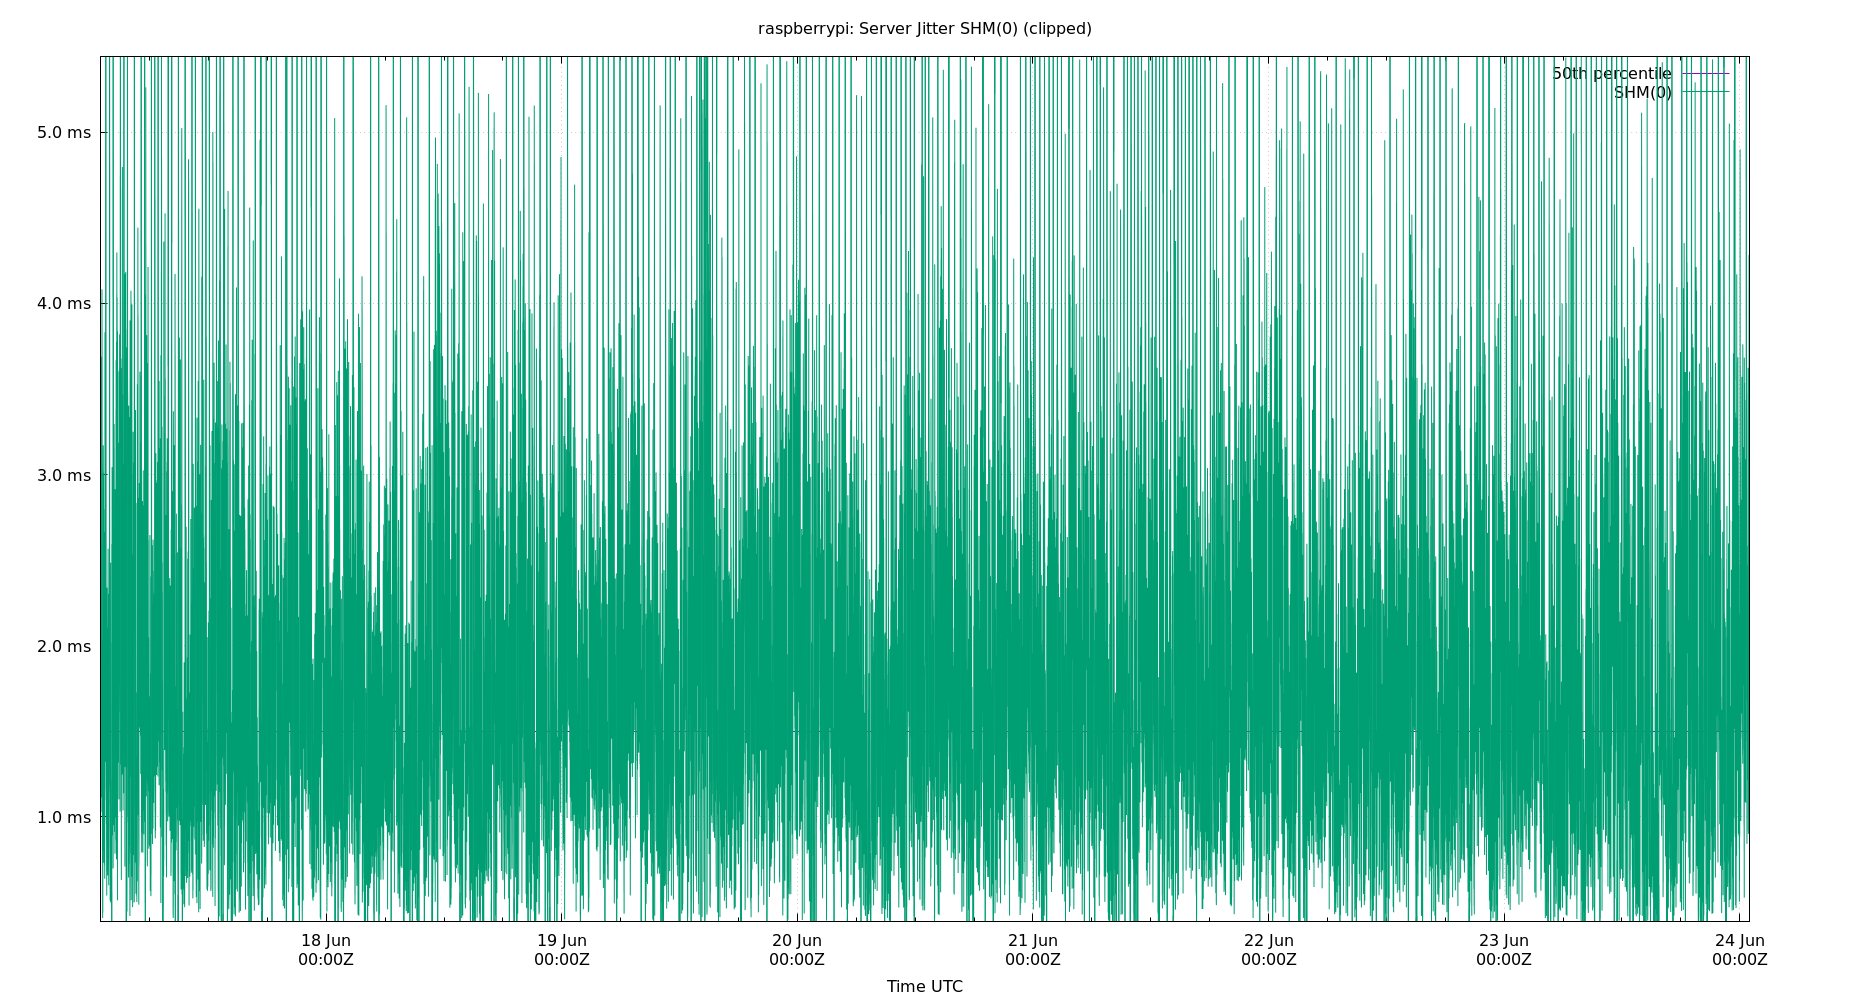 raspberrypi: Server Jitter SHM(0) (clipped)
50th percentile
SHM(0)
5.0 ms
4.0 ms
3.0 ms
2.0 ms
1.0 ms
18 Jun 19 Jun 20 Jun 21 Jun 22 Jun 23 Jun 24 Jun
00:00Z 00:00Z 00:00Z 00:00Z 00:00Z 00:00Z 00:00Z
Time UTC